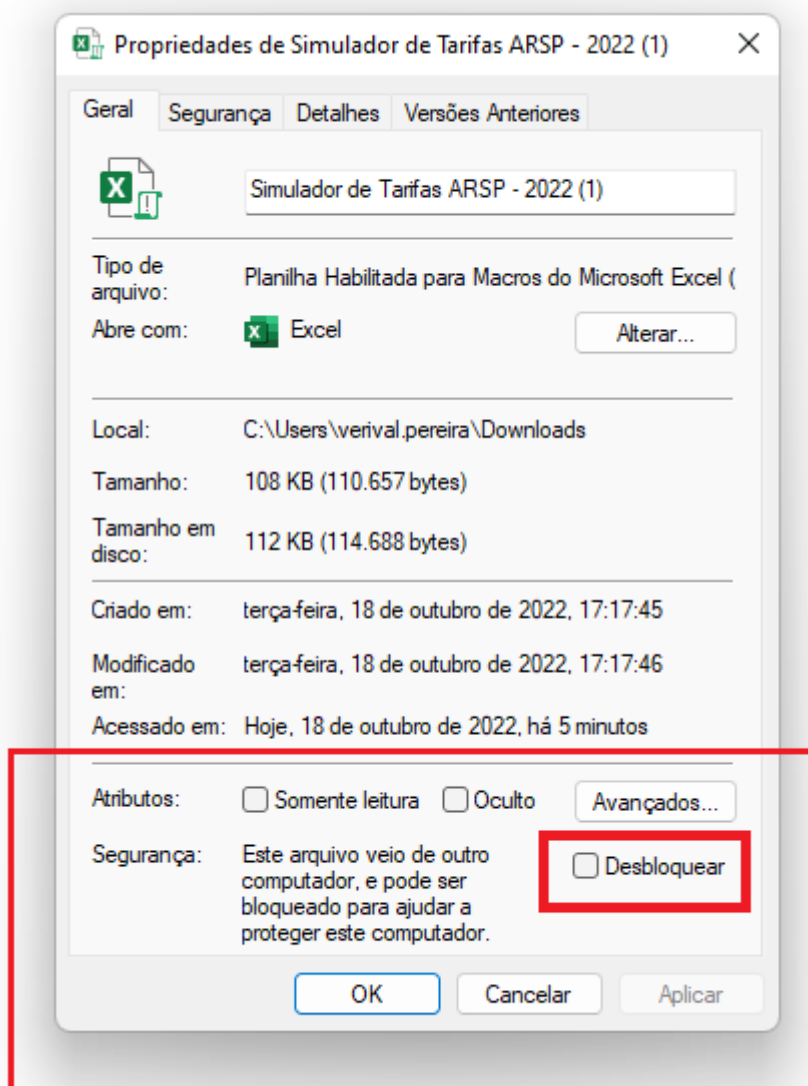 Propriedades de Simulador de Tarifas ARSP - 2022 (1)
Geral Segurança Detalhes Versões Anteriores
Simulador de Tarifas ARSP - 2022 (1)
Tipo de
arquivo:
Planilha Habilitada para Macros do Microsoft Excel (
Abre com: Excel Alterar...
Local: C:\Users\verival.pereira\Downloads
Tamanho: 108 KB (110.657 bytes)
Tamanho em
disco:
112 KB (114.688 bytes)
Criado em: terça-feira, 18 de outubro de 2022, 17:17:45
Modificado
em:
terça-feira, 18 de outubro de 2022, 17:17:46
Acessado em: Hoje, 18 de outubro de 2022, há 5 minutos
Atributos: Somente leitura Oculto Avançados...
Segurança: Este arquivo veio de outro
computador, e pode ser
bloqueado para ajudar a
proteger este computador.
Desbloquear
OK Cancelar Aplicar